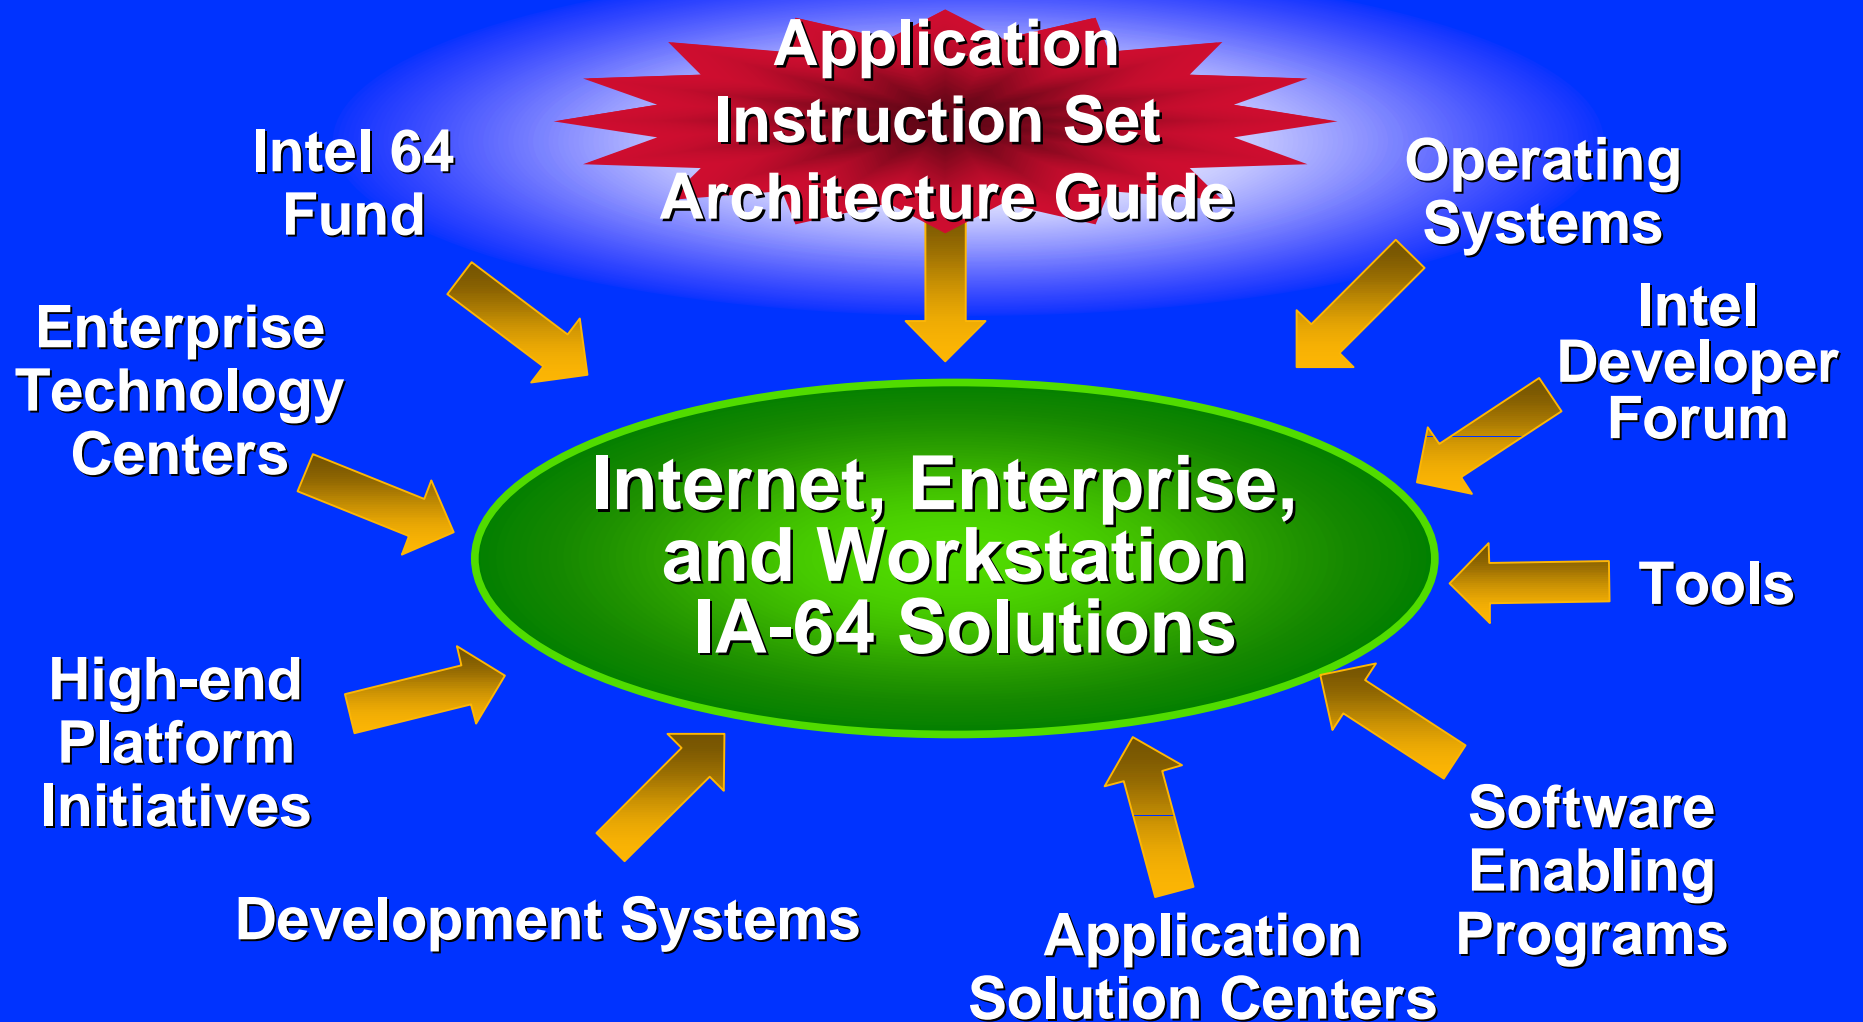 Application
Instruction Set
Architecture Guide
Intel 64
Fund
Operating
Systems
Enterprise
Technology
Centers
Intel
Developer
Forum
Internet, Enterprise,
and Workstation
IA-64 Solutions
Tools
High-end
Platform
Initiatives
Software
Enabling
Programs
Development Systems
Application
Solution Centers